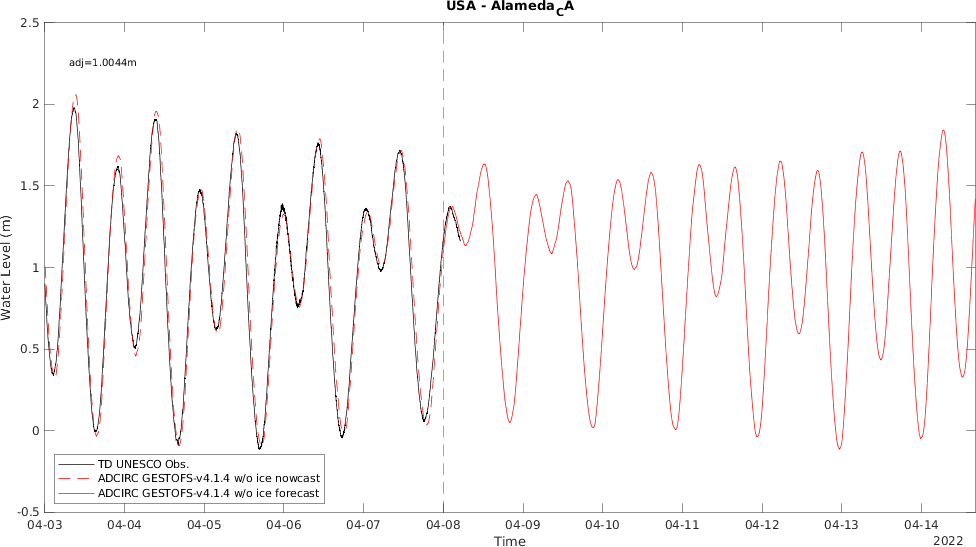 USA - AlamedaCA
2.5
adj=1.0044m
2
1.5
1
0.5
0
-0.5
Water Level (m)
TD UNESCO Obs.
ADCIRC GESTOFS-v4.1.4 w/o ice nowcast
ADCIRC GESTOFS-v4.1.4 w/o ice forecast
04-03 04-04 04-05 04-06 04-07 04-08 04-09 04-10 04-11 04-12 04-13 04-14
Time
2022